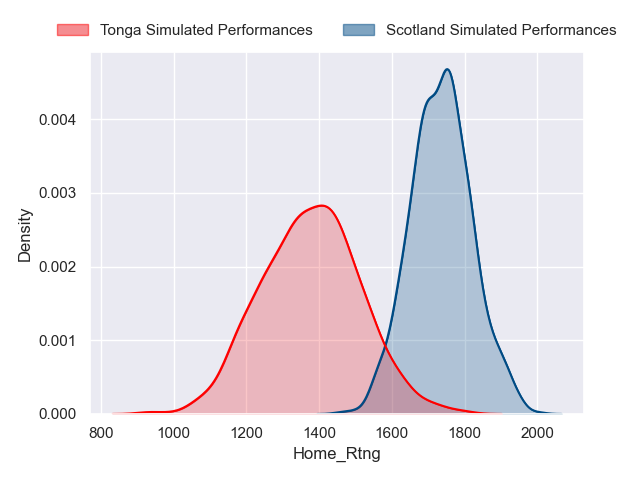 Tonga Simulated Performances Scotland Simulated Performances
0.004
0.003
0.002
0.001
0.000
Density
800 1000 1200 1400 1600 1800 2000
Home_Rtng